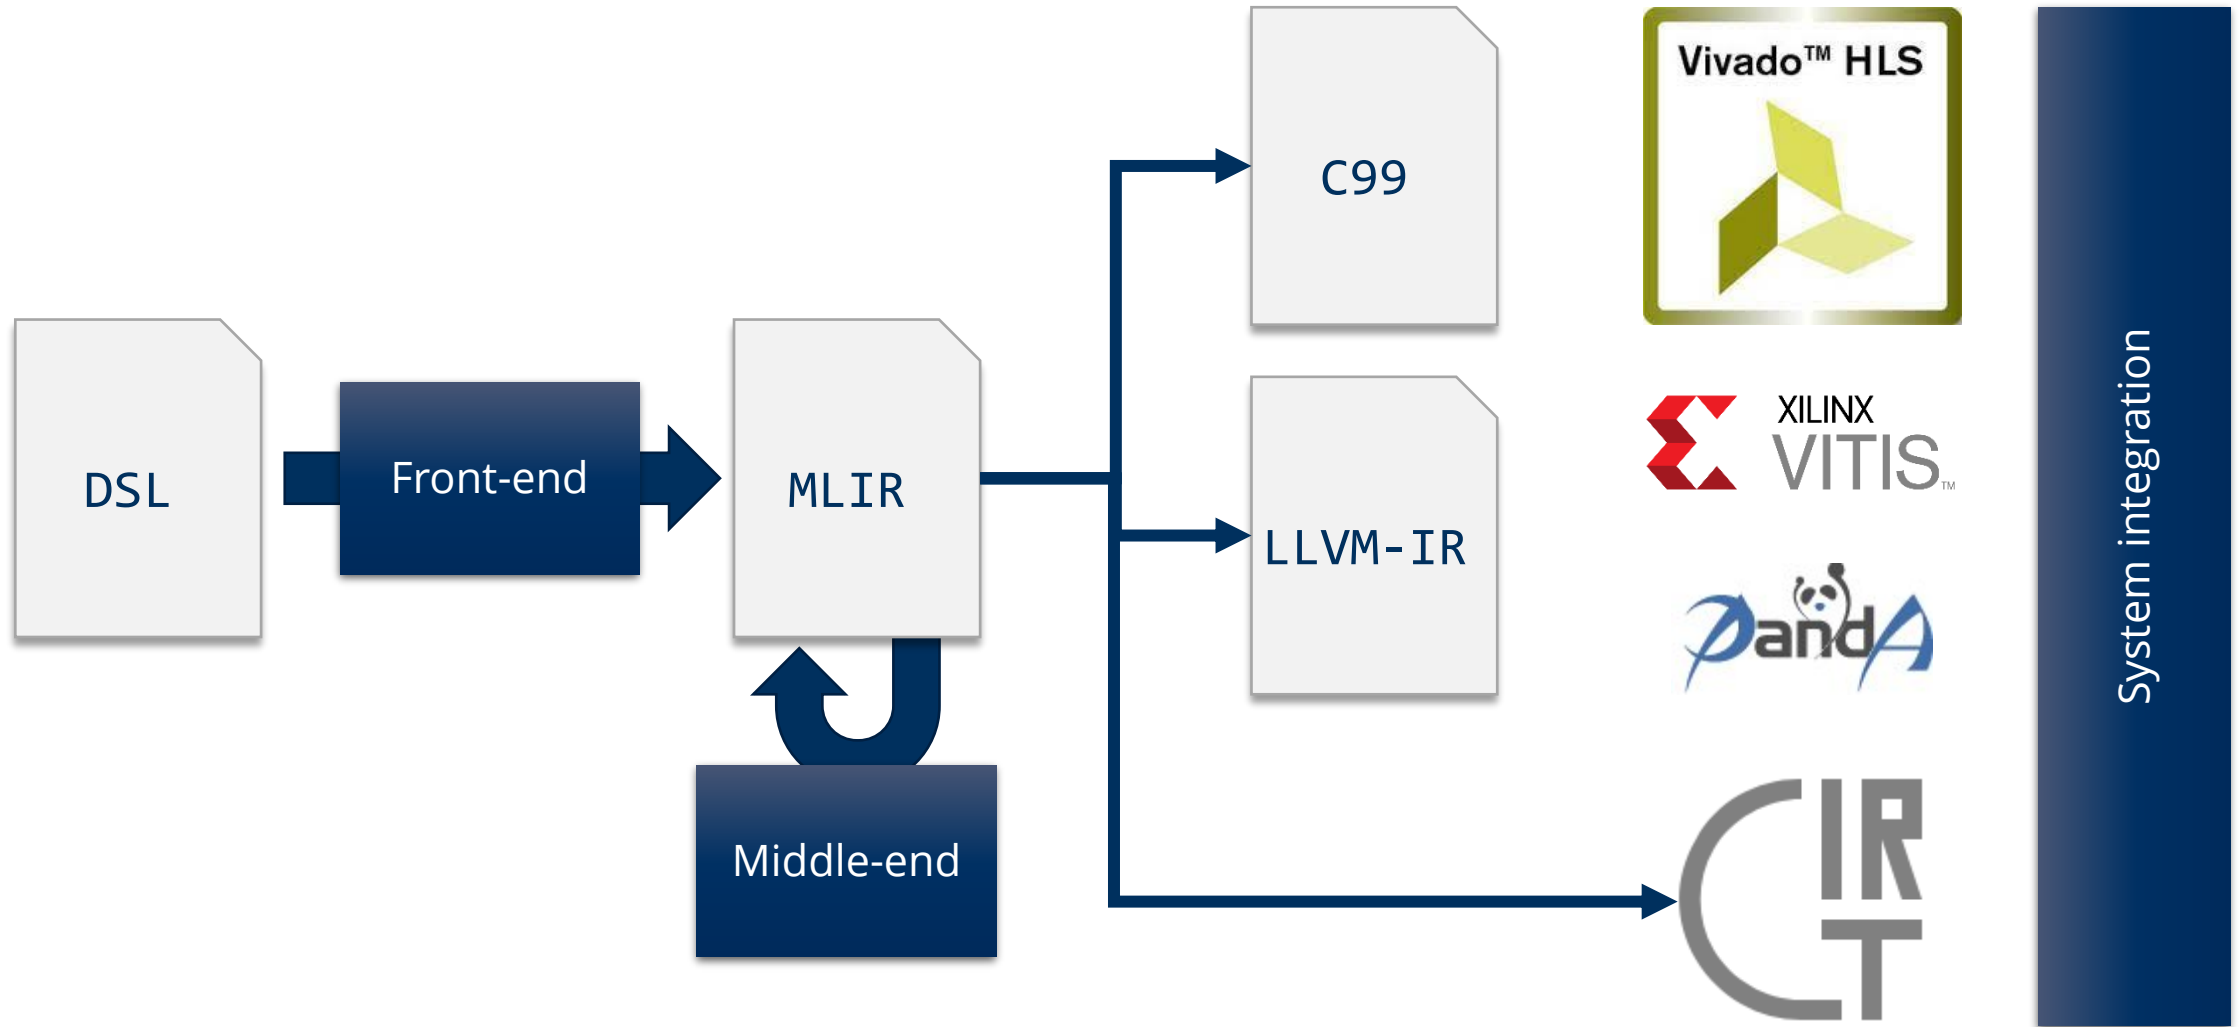 DSL
Front-end
MLIR
Middle-end
C99
LLVM-IR
Vivado™ HLS
XILINX
VITIS™
PandA
CIRT
System integration